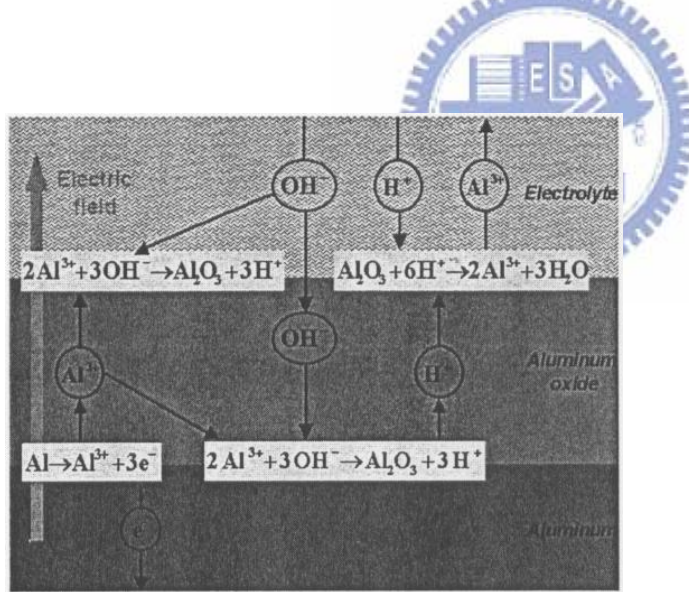 E S A
Electric
field
OH⁻
H⁺
Al³⁺
Electrolyte
2Al³⁺+3OH⁻→Al₂O₃+3H⁺
Al₂O₃+6H⁺→2Al³⁺+3H₂O
OH⁻
Al³⁺
H⁺
Aluminum
oxide
Al→Al³⁺+3e⁻
2Al³⁺+3OH⁻→Al₂O₃+3H⁺
e⁻
Aluminum